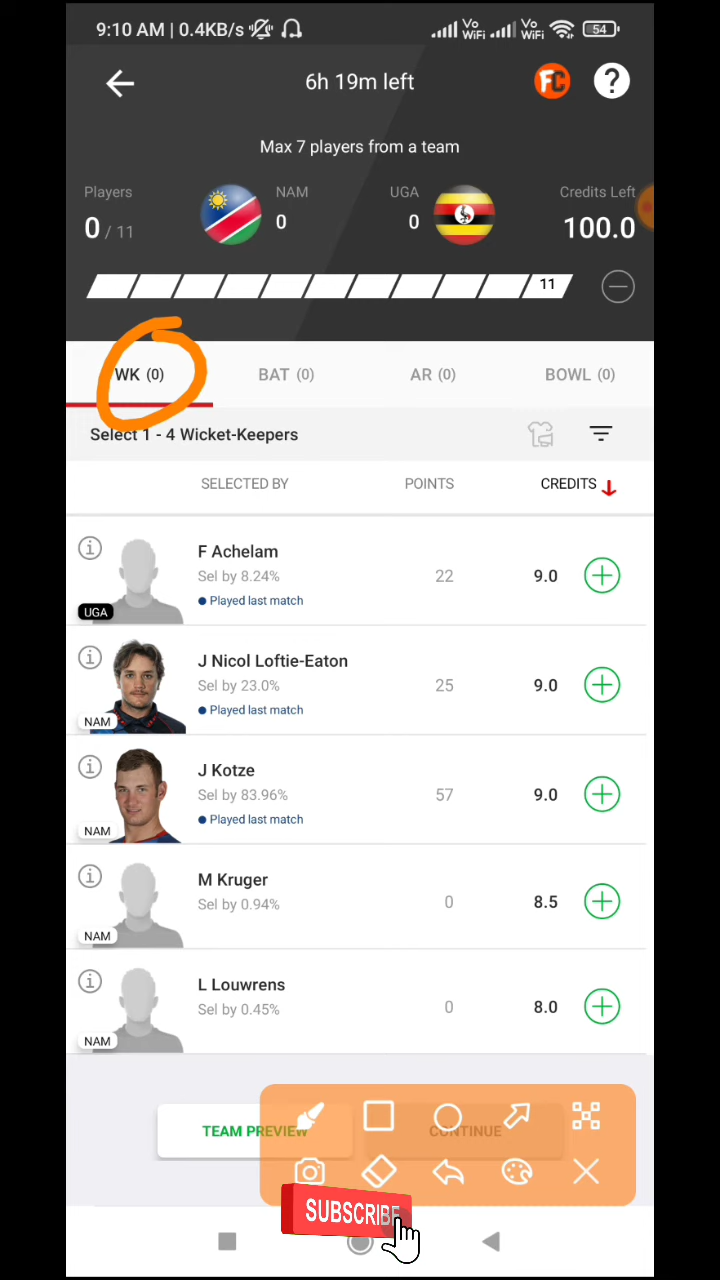 9:10 AM | 0.4KB/s Vo WiFi Vo WiFi 54
6h 19m left FC ?
Max 7 players from a team
Players NAM UGA Credits Left
0 / 11 0 0 100.0
11
WK (0) BAT (0) AR (0) BOWL (0)
Select 1 - 4 Wicket-Keepers
SELECTED BY POINTS CREDITS
F Achelam
Sel by 8.24% 22 9.0
Played last match
UGA
J Nicol Loftie-Eaton
Sel by 23.0% 25 9.0
Played last match
NAM
J Kotze
Sel by 83.96% 57 9.0
Played last match
NAM
M Kruger
Sel by 0.94% 0 8.5
NAM
L Louwrens
Sel by 0.45% 0 8.0
NAM
TEAM PREVIEW CONTINUE
SUBSCRIBE